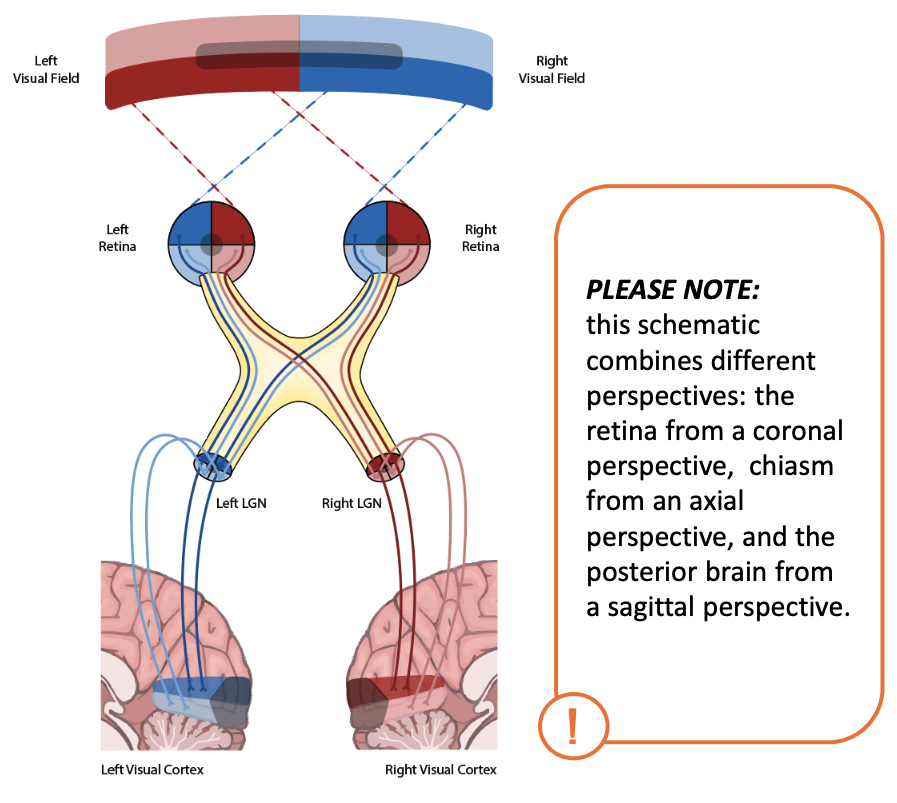 Left
Visual Field
Right
Visual Field
Left
Retina
Right
Retina
PLEASE NOTE:
this schematic
combines different
perspectives: the
retina from a coronal
perspective,  chiasm
from an axial
perspective, and the
posterior brain from
a sagittal perspective.
Left LGN
Right LGN
!
Left Visual Cortex
Right Visual Cortex